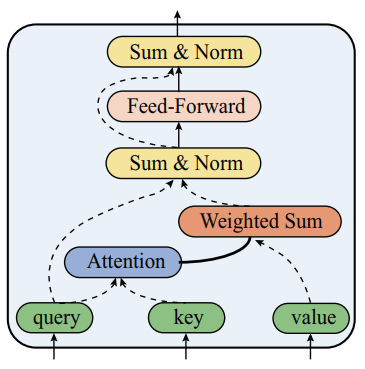 Sum & Norm
Feed-Forward
Sum & Norm
Weighted Sum
Attention
query key value